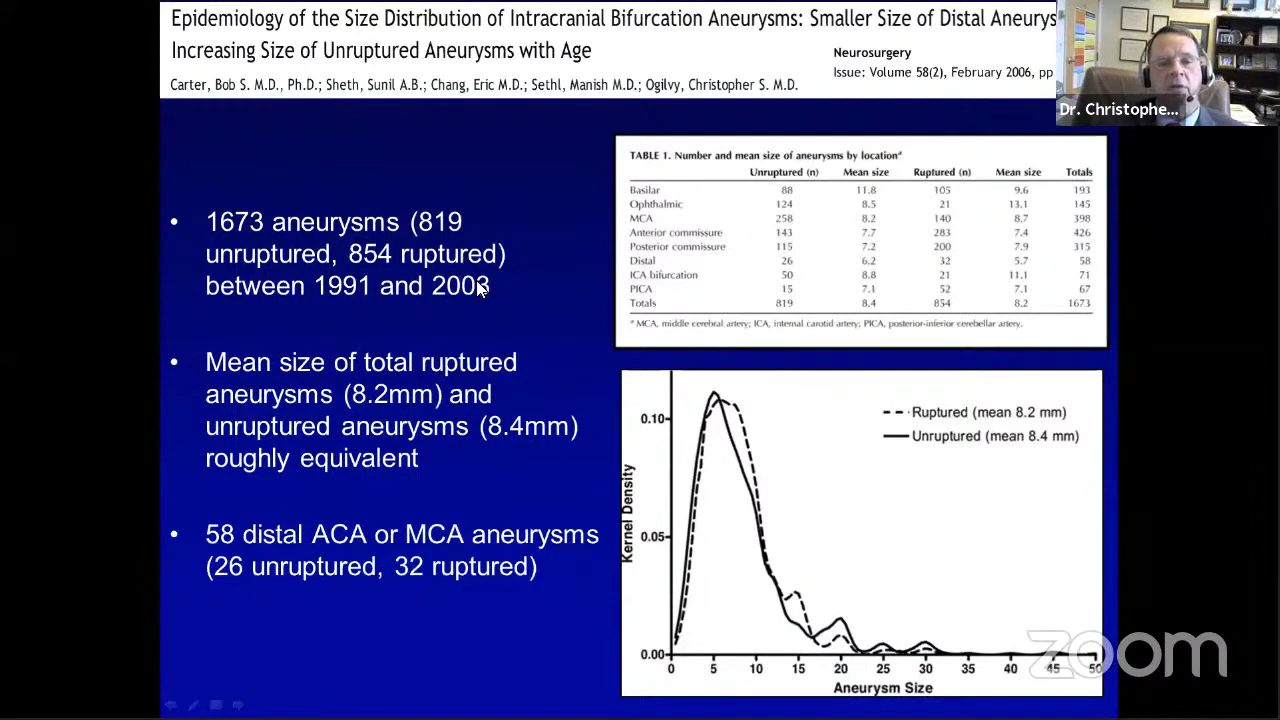 Epidemiology of the Size Distribution of Intracranial Bifurcation Aneurysms: Smaller Size of Distal Aneurys
Increasing Size of Unruptured Aneurysms with Age
Neurosurgery
Issue: Volume 58(2), February 2006, pp
Carter, Bob S. M.D., Ph.D.; Sheth, Sunil A.B.; Chang, Eric M.D.; Sethl, Manish M.D.; Ogilvy, Christopher S. M.D.
Dr. Christophe...
• 1673 aneurysms (819
unruptured, 854 ruptured)
between 1991 and 2003
• Mean size of total ruptured
aneurysms (8.2mm) and
unruptured aneurysms (8.4mm)
roughly equivalent
• 58 distal ACA or MCA aneurysms
(26 unruptured, 32 ruptured)
TABLE 1. Number and mean size of aneurysms by location^a
Unruptured (n) Mean size Ruptured (n) Mean size Totals
Basilar 88 11.8 105 9.6 193
Ophthalmic 124 8.5 21 13.1 145
MCA 258 8.2 140 8.7 398
Anterior commissure 143 7.7 283 7.4 426
Posterior commissure 115 7.2 200 7.9 315
Distal 26 6.2 32 5.7 58
ICA bifurcation 50 8.8 21 11.1 71
PICA 15 7.1 52 7.1 67
Totals 819 8.4 854 8.2 1673
^a MCA, middle cerebral artery; ICA, internal carotid artery; PICA, posterior-inferior cerebellar artery.
Ruptured (mean 8.2 mm)
Unruptured (mean 8.4 mm)
Kernel Density
0.10
0.05
0.00
0 5 10 15 20 25 30 35 40 45 50
Aneurysm Size
zoom